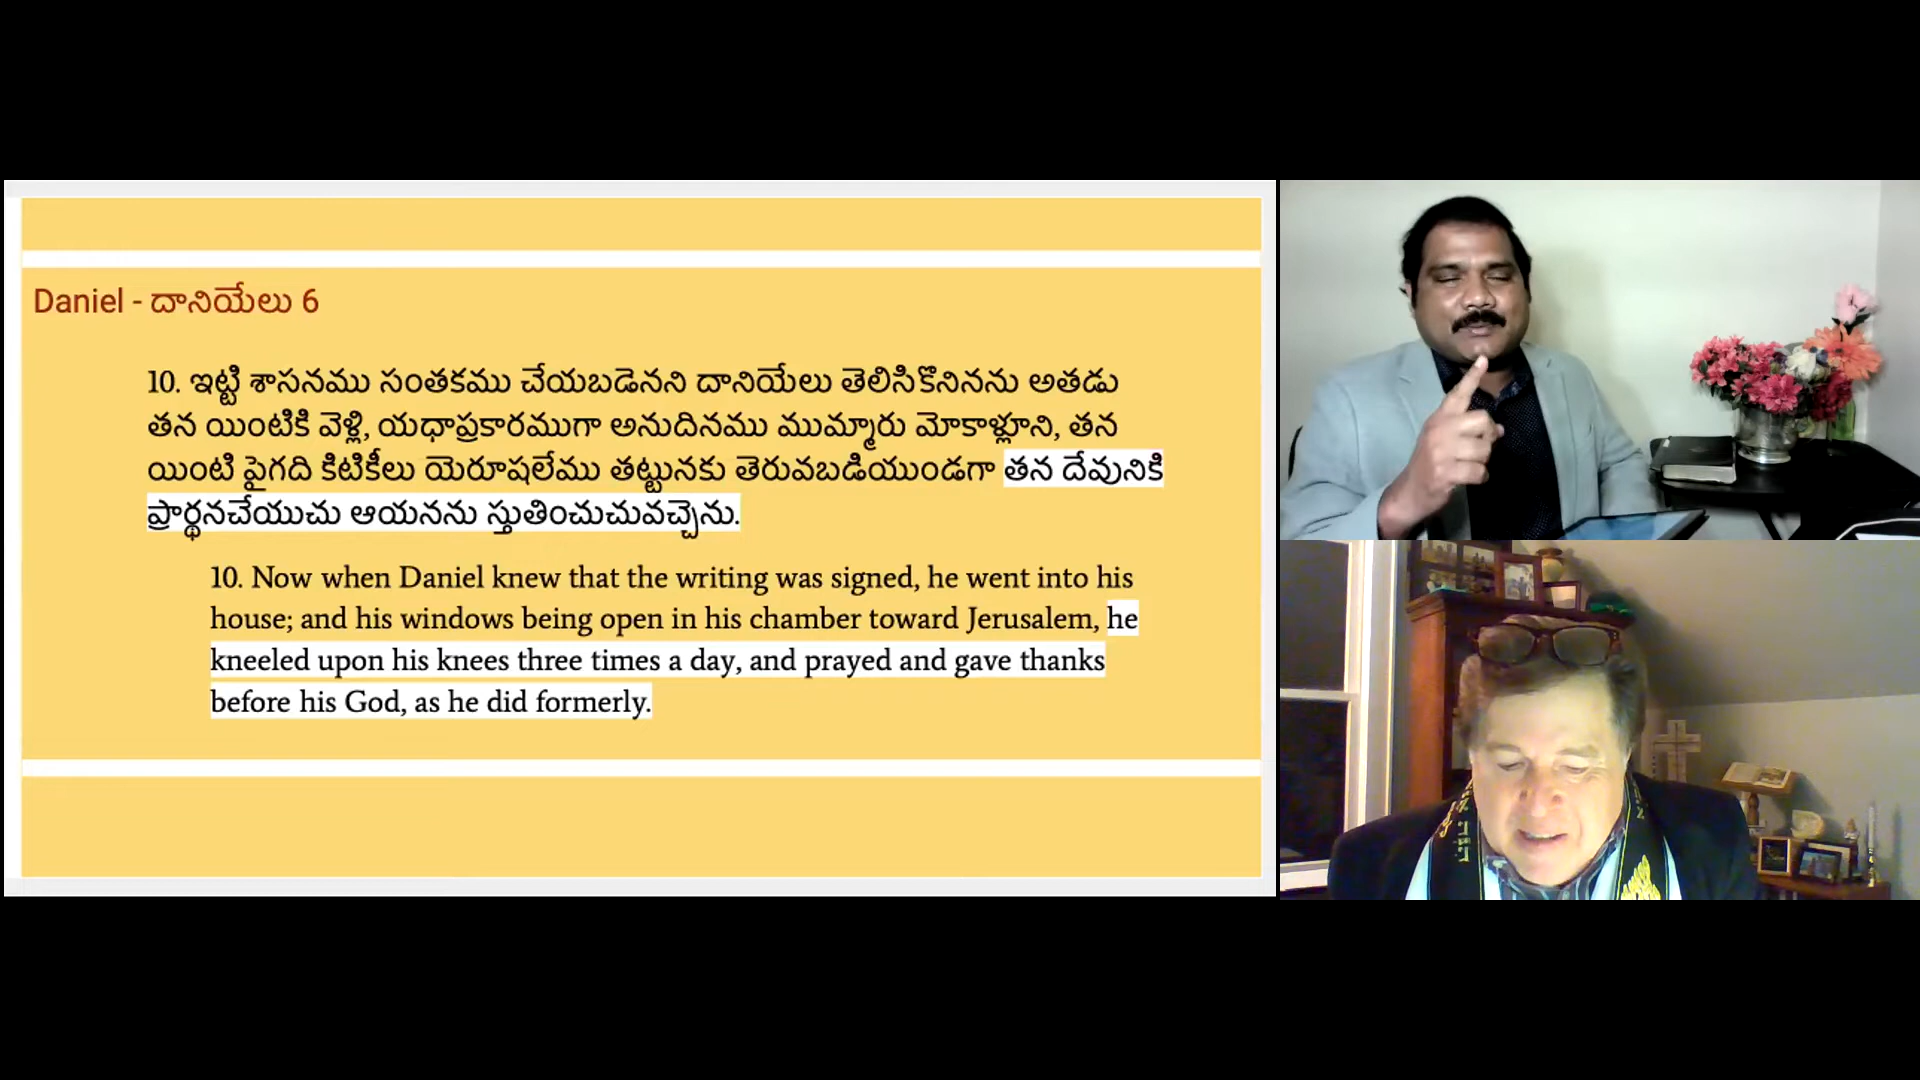 Daniel - దానియేలు 6
10. ఇట్టి శాసనము సంతకము చేయబడెనని దానియేలు తెలిసికొనినను అతడు
తన యింటికి వెళ్లి, యధాప్రకారముగా అనుదినము ముమ్మారు మోకాళ్లూని, తన
యింటి పైగది కిటికీలు యెరూషలేము తట్టునకు తెరువబడియుండగా తన దేవునికి
ప్రార్థనచేయుచు ఆయనను స్తుతించుచువచ్చెను.
10. Now when Daniel knew that the writing was signed, he went into his
house; and his windows being open in his chamber toward Jerusalem, he
kneeled upon his knees three times a day, and prayed and gave thanks
before his God, as he did formerly.